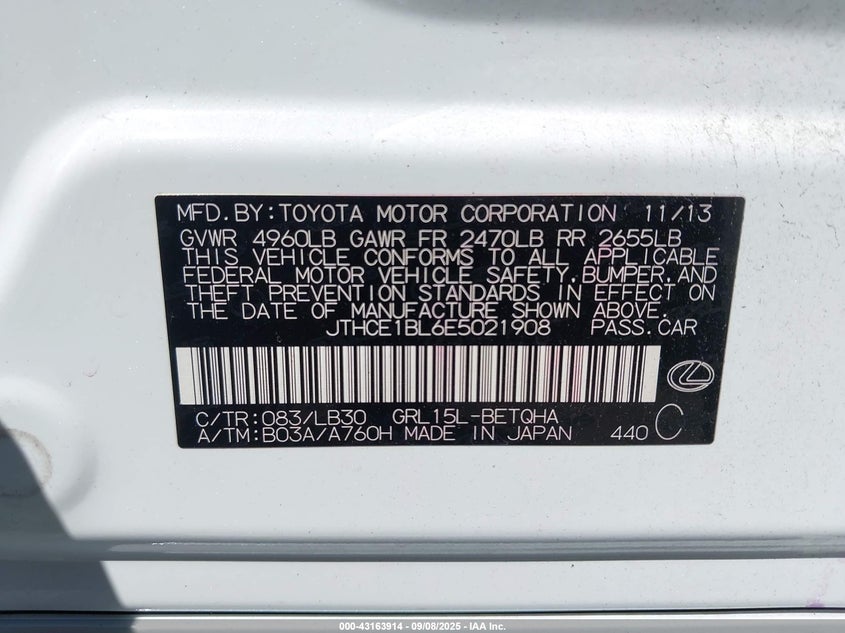 MFD. BY: TOYOTA MOTOR CORPORATION 11/13
GVWR 4960LB GAWR FR 2470LB RR 2655LB
THIS VEHICLE CONFORMS TO ALL APPLICABLE
FEDERAL MOTOR VEHICLE SAFETY, BUMPER, AND
THEFT PREVENTION STANDARDS IN EFFECT ON
THE DATE OF MANUFACTURE SHOWN ABOVE.
JTHCE1BL6E5021908 PASS. CAR
C/TR: 083/LB30 GRL15L-BETQHA
A/TM: B03A/A760H MADE IN JAPAN 440 C
000-43163914 - 09/08/2025 - IAA Inc.